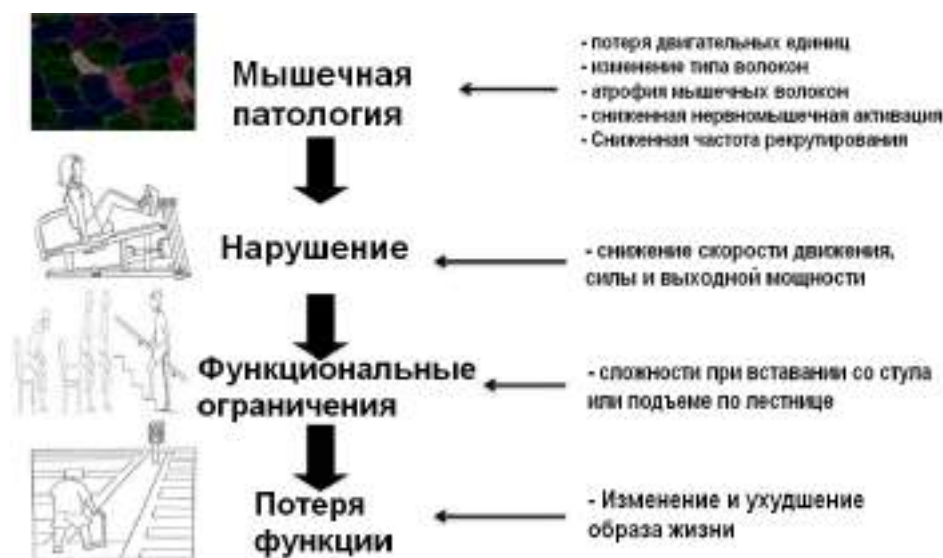 Мышечная
патология
- потеря двигательных единиц
- изменение типа волокон
- атрофия мышечных волокон
- сниженная нервномышечная активация
- Сниженная частота рекрутирования
Нарушение
- снижение скорости движения,
силы и выходной мощности
Функциональные
ограничения
- сложности при вставании со стула
или подъеме по лестнице
Потеря
функции
- Изменение и ухудшение
образа жизни